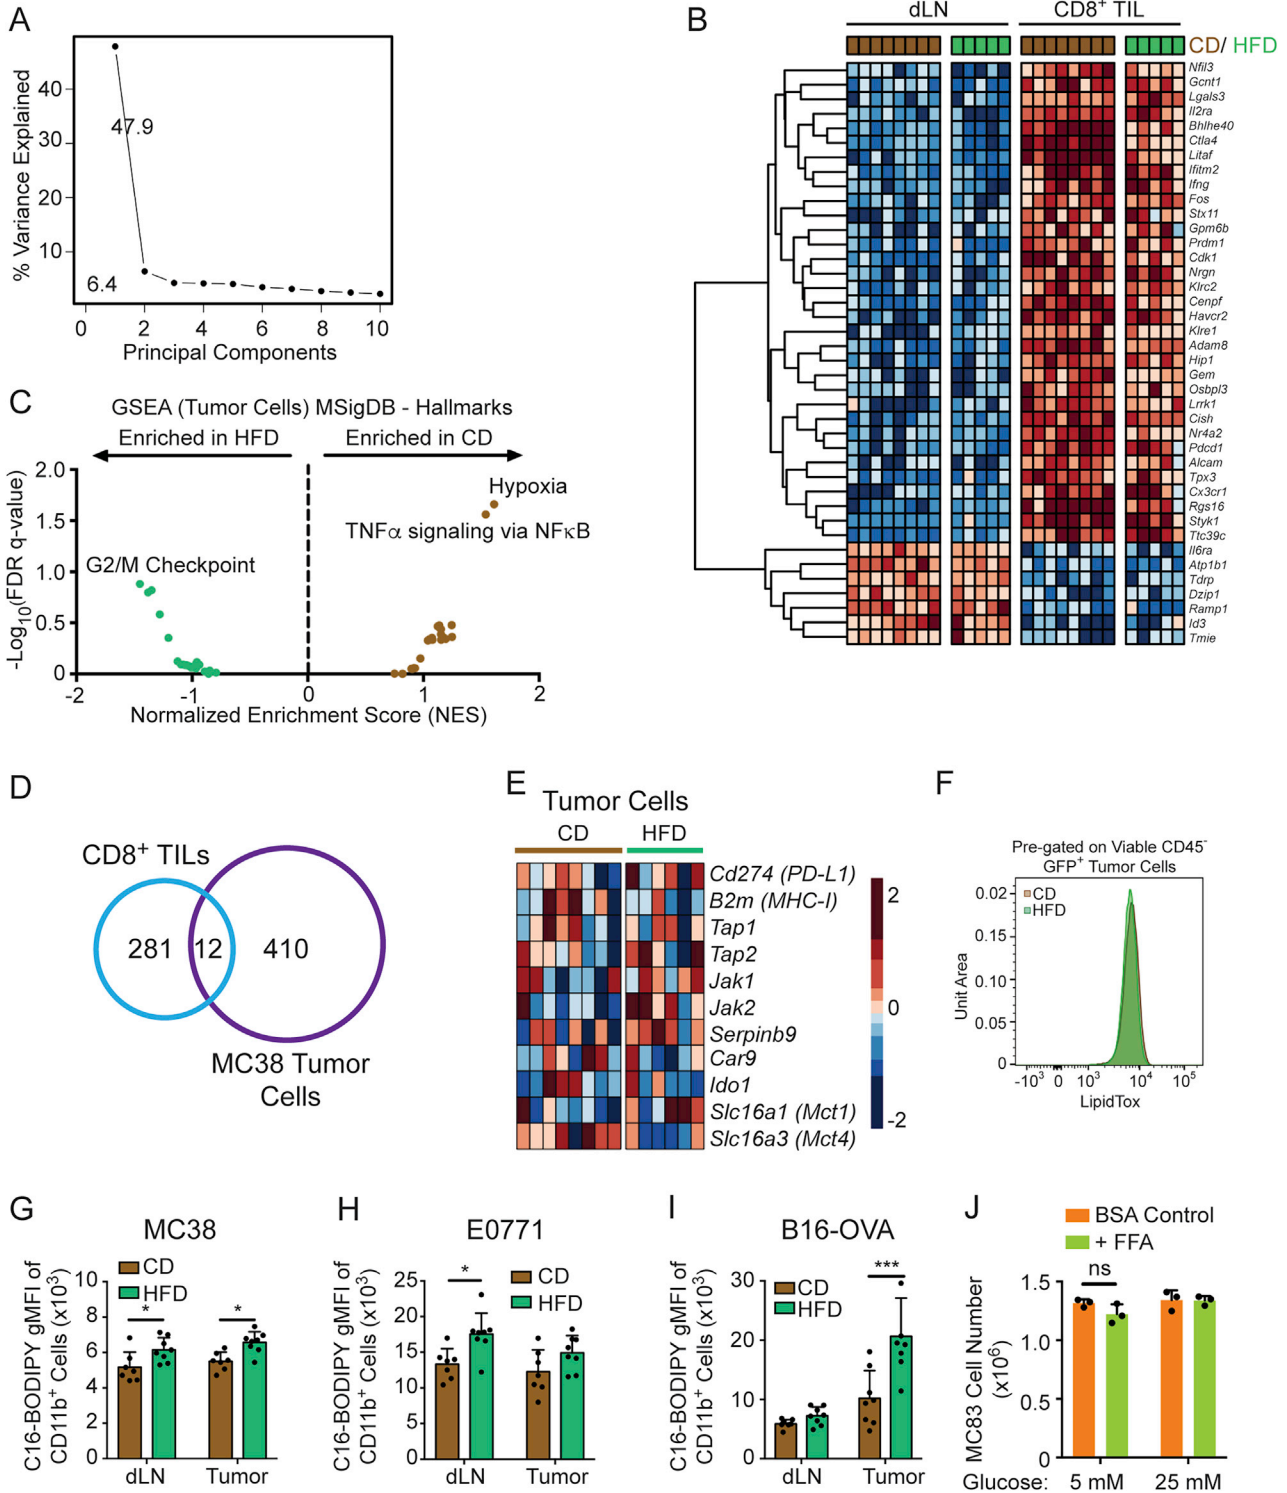 A
% Variance Explained
40
30
20
10
47.9
6.4
0 2 4 6 8 10
Principal Components
B
dLN CD8+ TIL
CD/ HFD
Nfil3
Gcnt1
Lgals3
Il2ra
Bhlhe40
Ctla4
Litaf
Ifitm2
Ifng
Fos
Stx11
Gpm6b
Prdm1
Cdk1
Nrgn
Klrc2
Cenpf
Havcr2
Klre1
Adam8
Hip1
Gem
Osbpl3
Lrrk1
Cish
Nr4a2
Pdcd1
Alcam
Tpx3
Cx3cr1
Rgs16
Styk1
Ttc39c
Il6ra
Atp1b1
Tdrp
Dzip1
Ramp1
Id3
Tmie
C
GSEA (Tumor Cells) MSigDB - Hallmarks
Enriched in HFD Enriched in CD
-Log10(FDR q-value)
2.0
1.5
1.0
0.5
0
Hypoxia
TNFα signaling via NFκB
G2/M Checkpoint
-2 -1 0 1 2
Normalized Enrichment Score (NES)
D
CD8+ TILs
281 12 410
MC38 Tumor
Cells
E
Tumor Cells
CD HFD
Cd274 (PD-L1)
B2m (MHC-I)
Tap1
Tap2
Jak1
Jak2
Serpinb9
Car9
Ido1
Slc16a1 (Mct1)
Slc16a3 (Mct4)
2
0
-2
F
Pre-gated on Viable CD45-
GFP+ Tumor Cells
CD
HFD
Unit Area
0.02
0.15
0.10
0.05
0
-10³ 0 10³ 10⁴ 10⁵
LipidTox
G
MC38
CD
HFD
C16-BODIPY gMFI of
CD11b+ Cells (x10³)
10
8
6
4
2
0
* *
dLN Tumor
H
E0771
CD
HFD
C16-BODIPY gMFI of
CD11b+ Cells (x10³)
25
20
15
10
5
0
*
dLN Tumor
I
B16-OVA
CD
HFD
C16-BODIPY gMFI of
CD11b+ Cells (x10³)
30
20
10
0
***
dLN Tumor
J
BSA Control
+ FFA
MC83 Cell Number
(x10⁶)
1.5
1.0
0.5
0
ns
Glucose: 5 mM 25 mM